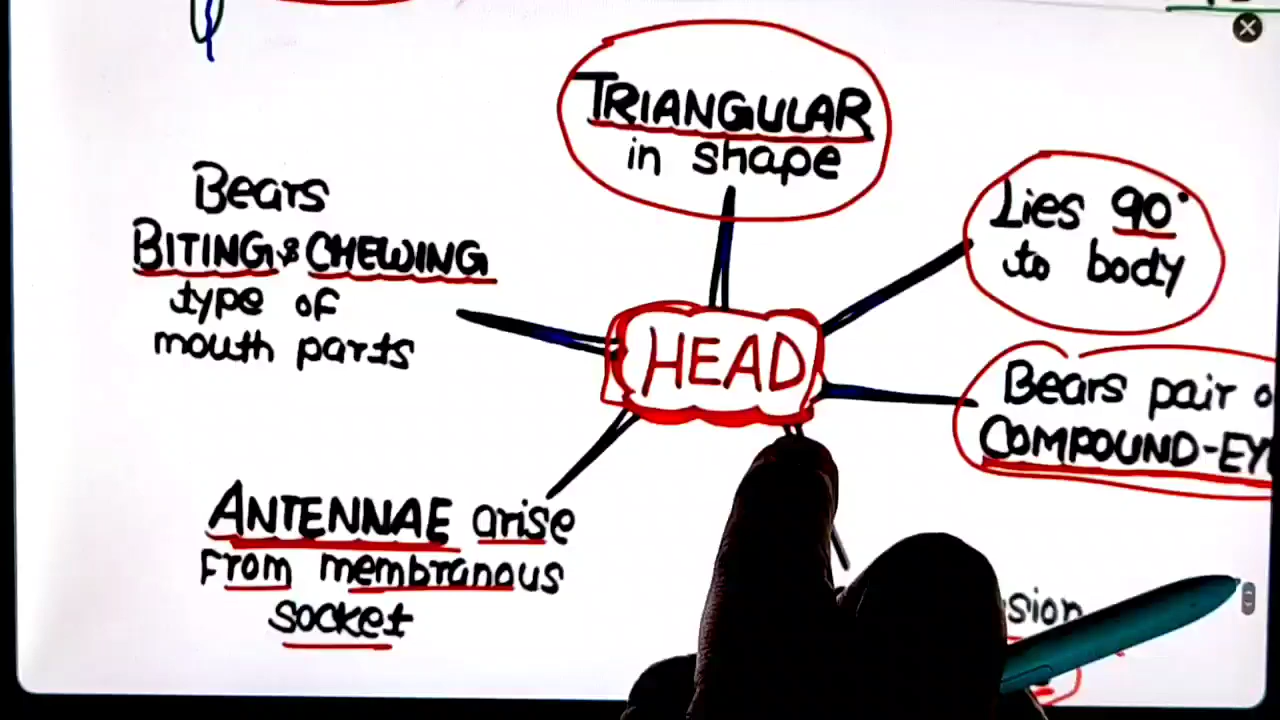 TRIANGULAR
in shape
Bears
BITING & CHEWING
type of
mouth parts
Lies 90°
to body
HEAD
Bears pair
COMPOUND-EY
ANTENNAE arise
From membranous
socket